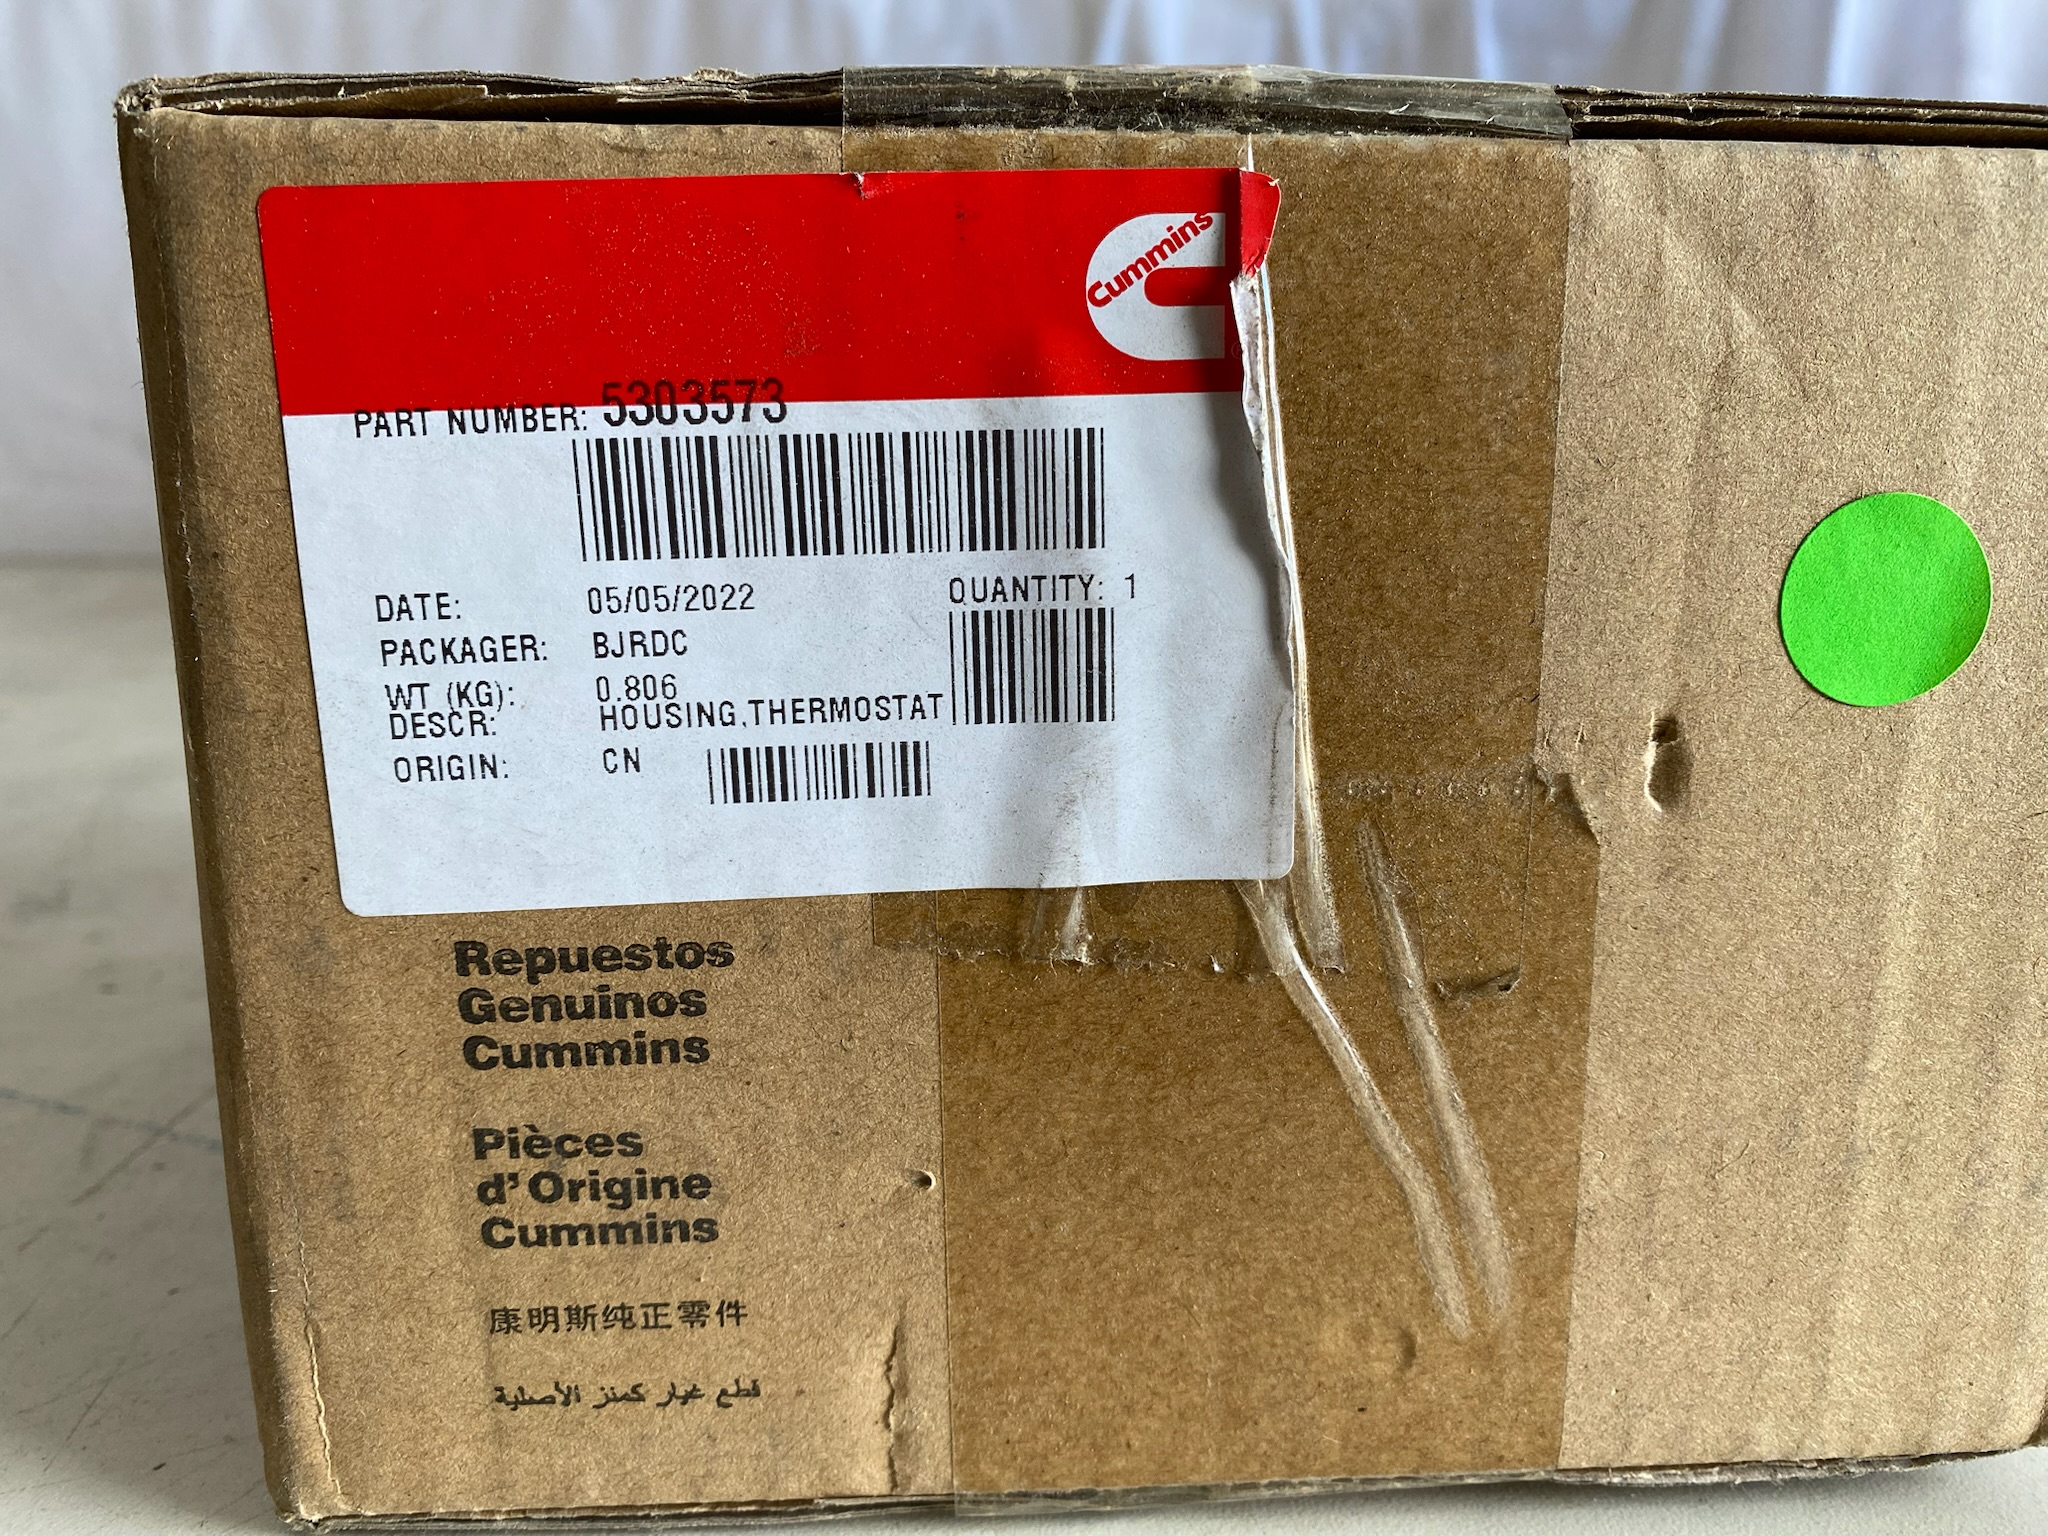 Cummins
PART NUMBER: 5303573
DATE: 05/05/2022
QUANTITY: 1
PACKAGER: BJRDC
WT (KG): 0.806
DESCR: HOUSING,THERMOSTAT
ORIGIN: CN
Repuestos
Genuinos
Cummins
Pièces
d'Origine
Cummins
康明斯纯正零件
قطع غيار كمنز الأصلية